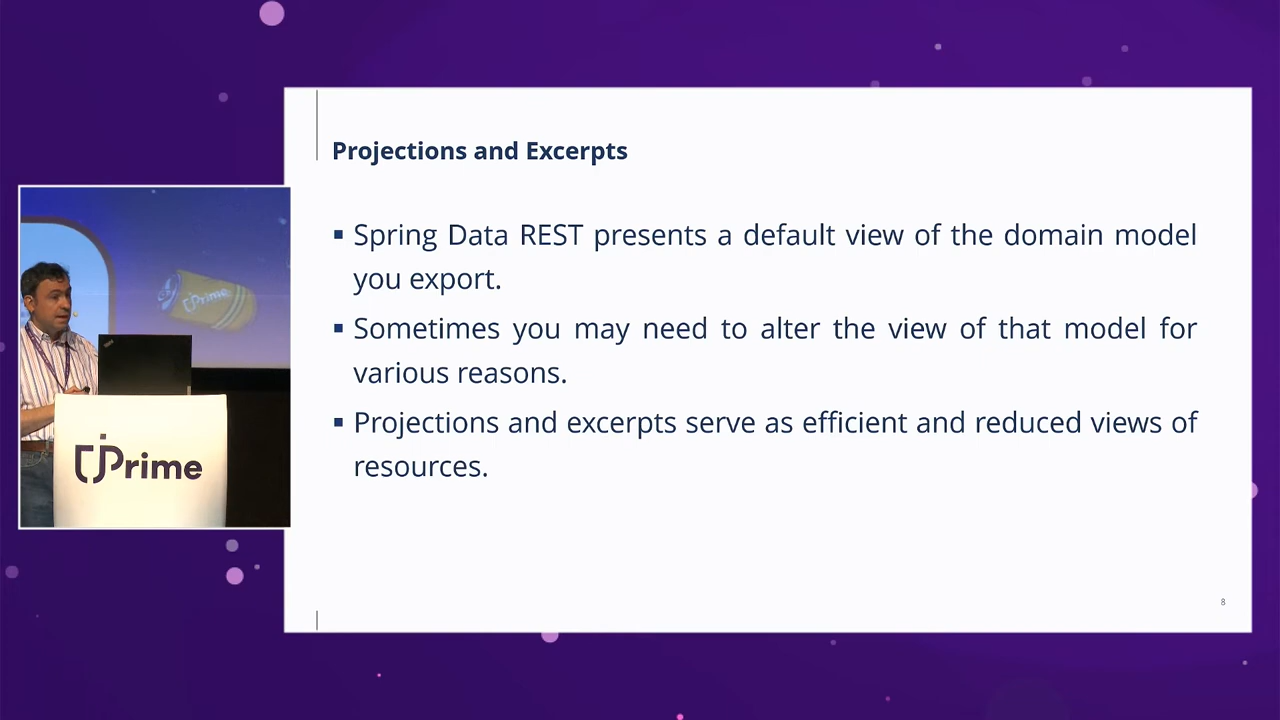 Projections and Excerpts
▪ Spring Data REST presents a default view of the domain model
you export.
▪ Sometimes you may need to alter the view of that model for
various reasons.
▪ Projections and excerpts serve as efficient and reduced views of
resources.
8
jPrime
jPrime